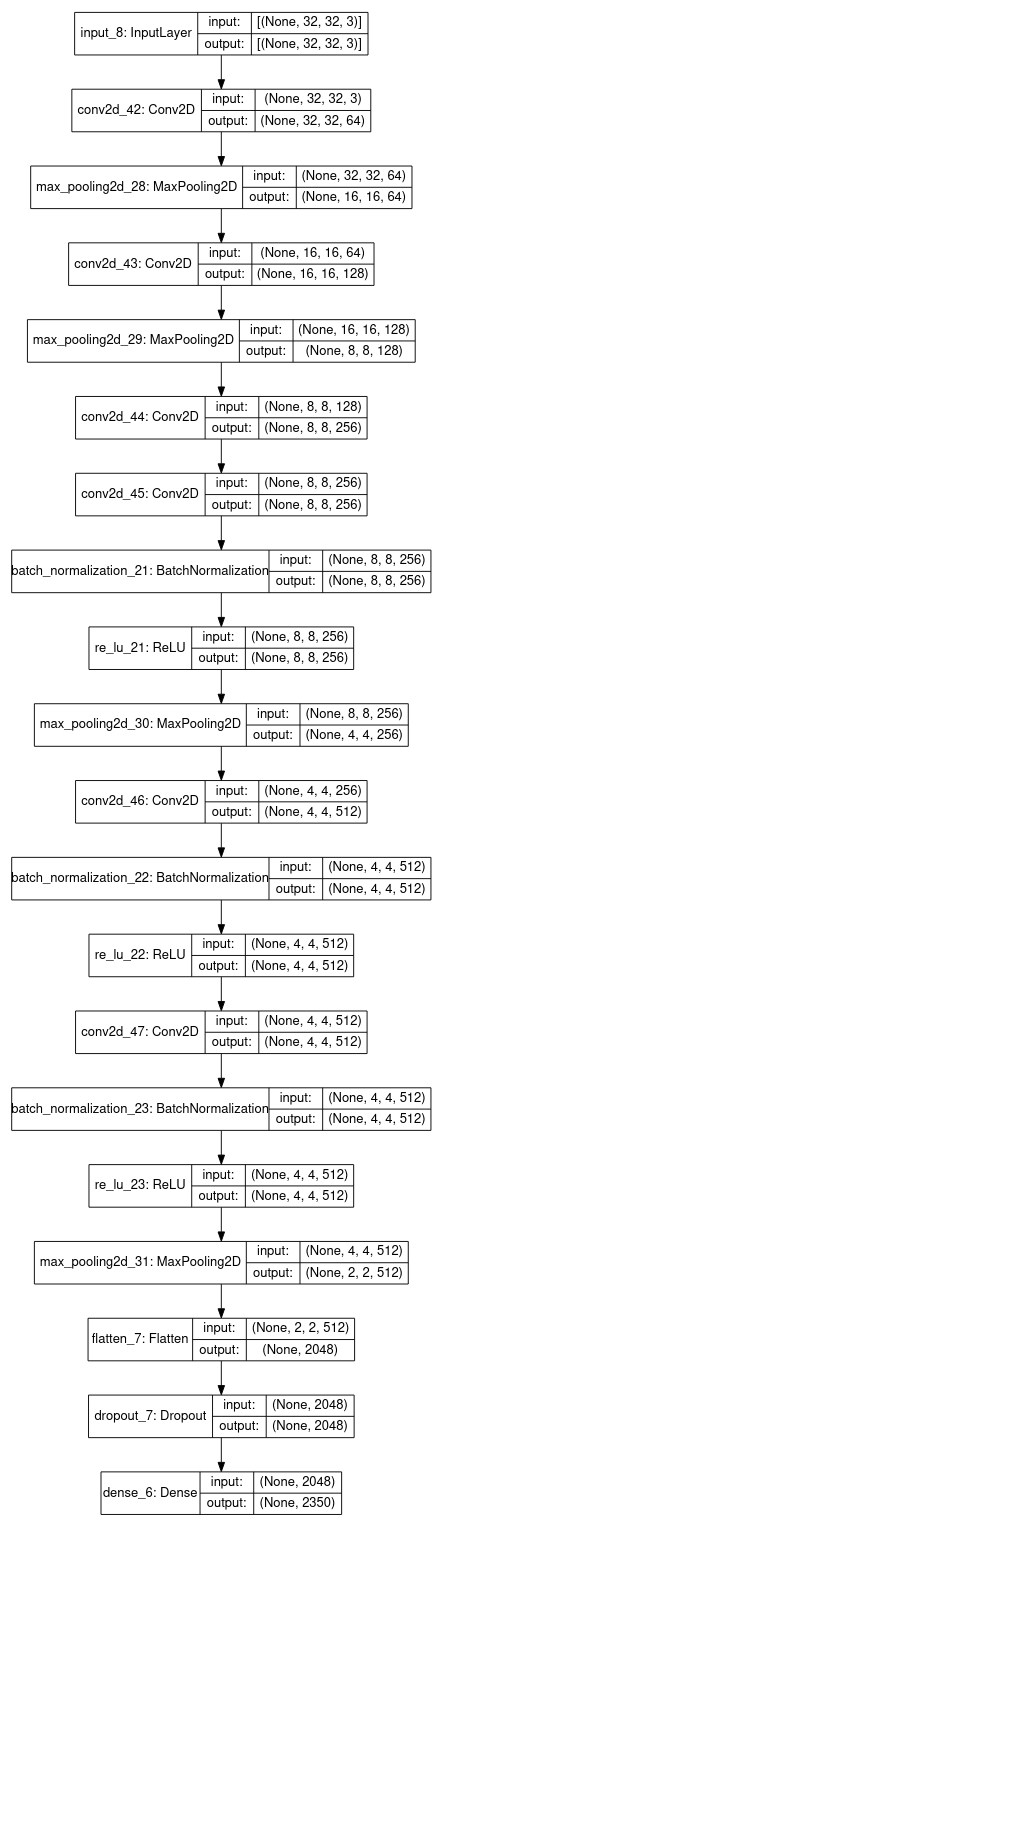 input_8: InputLayer input: [(None, 32, 32, 3)]
output: [(None, 32, 32, 3)]
conv2d_42: Conv2D input: (None, 32, 32, 3)
output: (None, 32, 32, 64)
max_pooling2d_28: MaxPooling2D input: (None, 32, 32, 64)
output: (None, 16, 16, 64)
conv2d_43: Conv2D input: (None, 16, 16, 64)
output: (None, 16, 16, 128)
max_pooling2d_29: MaxPooling2D input: (None, 16, 16, 128)
output: (None, 8, 8, 128)
conv2d_44: Conv2D input: (None, 8, 8, 128)
output: (None, 8, 8, 256)
conv2d_45: Conv2D input: (None, 8, 8, 256)
output: (None, 8, 8, 256)
batch_normalization_21: BatchNormalization input: (None, 8, 8, 256)
output: (None, 8, 8, 256)
re_lu_21: ReLU input: (None, 8, 8, 256)
output: (None, 8, 8, 256)
max_pooling2d_30: MaxPooling2D input: (None, 8, 8, 256)
output: (None, 4, 4, 256)
conv2d_46: Conv2D input: (None, 4, 4, 256)
output: (None, 4, 4, 512)
batch_normalization_22: BatchNormalization input: (None, 4, 4, 512)
output: (None, 4, 4, 512)
re_lu_22: ReLU input: (None, 4, 4, 512)
output: (None, 4, 4, 512)
conv2d_47: Conv2D input: (None, 4, 4, 512)
output: (None, 4, 4, 512)
batch_normalization_23: BatchNormalization input: (None, 4, 4, 512)
output: (None, 4, 4, 512)
re_lu_23: ReLU input: (None, 4, 4, 512)
output: (None, 4, 4, 512)
max_pooling2d_31: MaxPooling2D input: (None, 4, 4, 512)
output: (None, 2, 2, 512)
flatten_7: Flatten input: (None, 2, 2, 512)
output: (None, 2048)
dropout_7: Dropout input: (None, 2048)
output: (None, 2048)
dense_6: Dense input: (None, 2048)
output: (None, 2350)